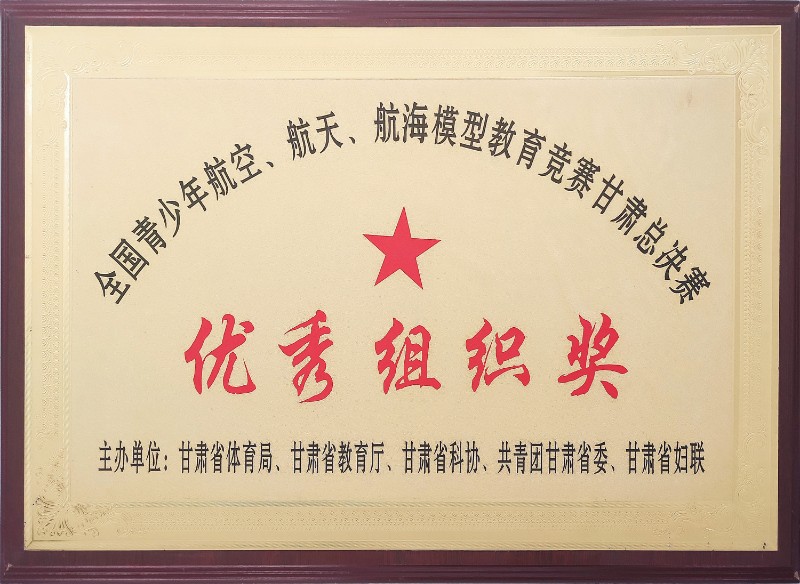 全国青少年航空、航天、航海模型教育竞赛甘肃总决赛
优秀组织奖
主办单位：甘肃省体育局、甘肃省教育厅、甘肃省科协、共青团甘肃省委、甘肃省妇联